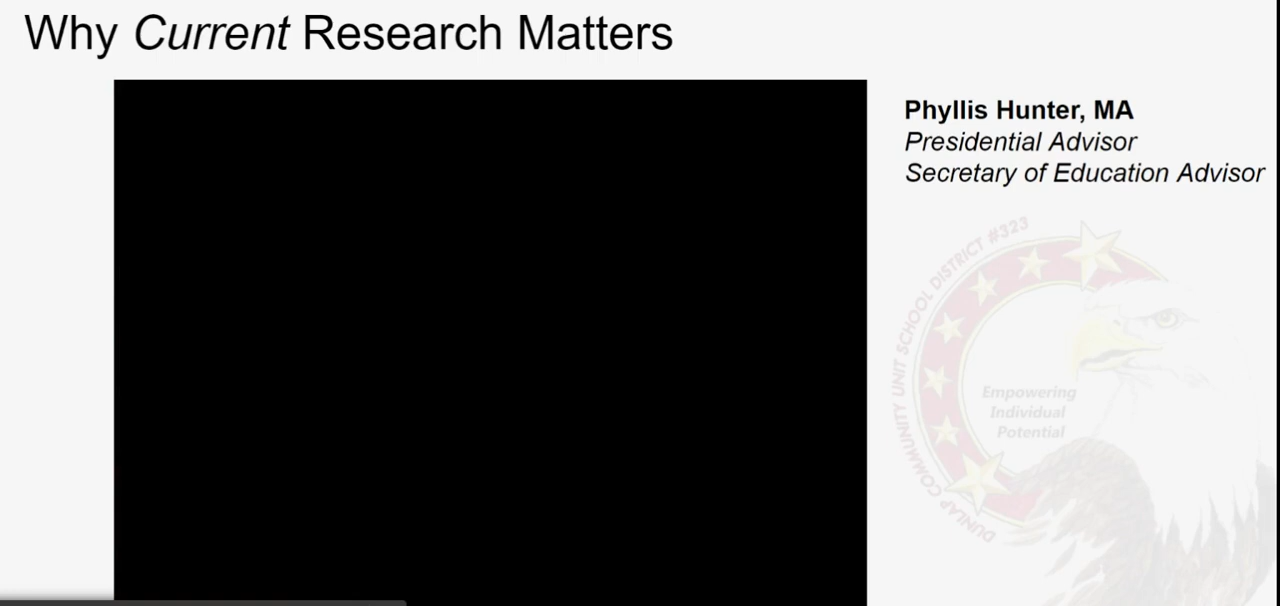 Why Current Research Matters
Phyllis Hunter, MA
Presidential Advisor
Secretary of Education Advisor
DUNLAP COMMUNITY UNIT SCHOOL DISTRICT #323
Empowering
Individual
Potential